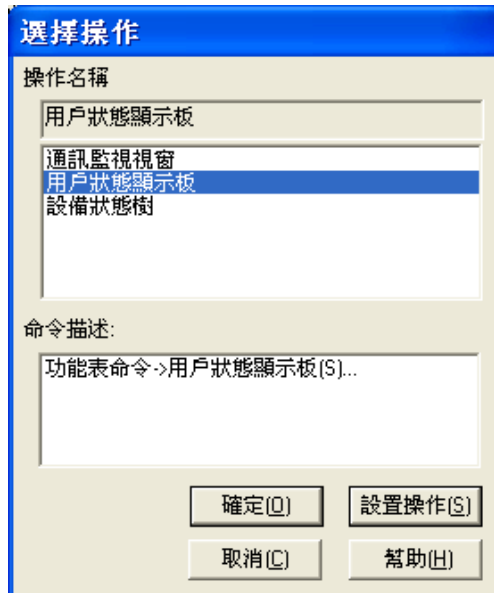 選擇操作
操作名稱
用戶狀態顯示板
通訊監視視窗
用戶狀態顯示板
設備狀態樹
命令描述:
功能表命令->用戶狀態顯示板(S)...
確定(O)
設置操作(S)
取消(C)
幫助(H)